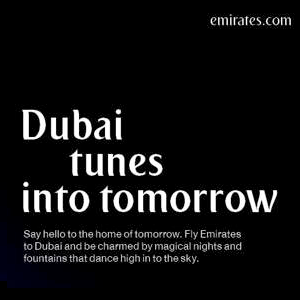 emirates.com
Dubai
tunes
into tomorrow
Say hello to the home of tomorrow. Fly Emirates
to Dubai and be charmed by magical nights and
fountains that dance high in to the sky.